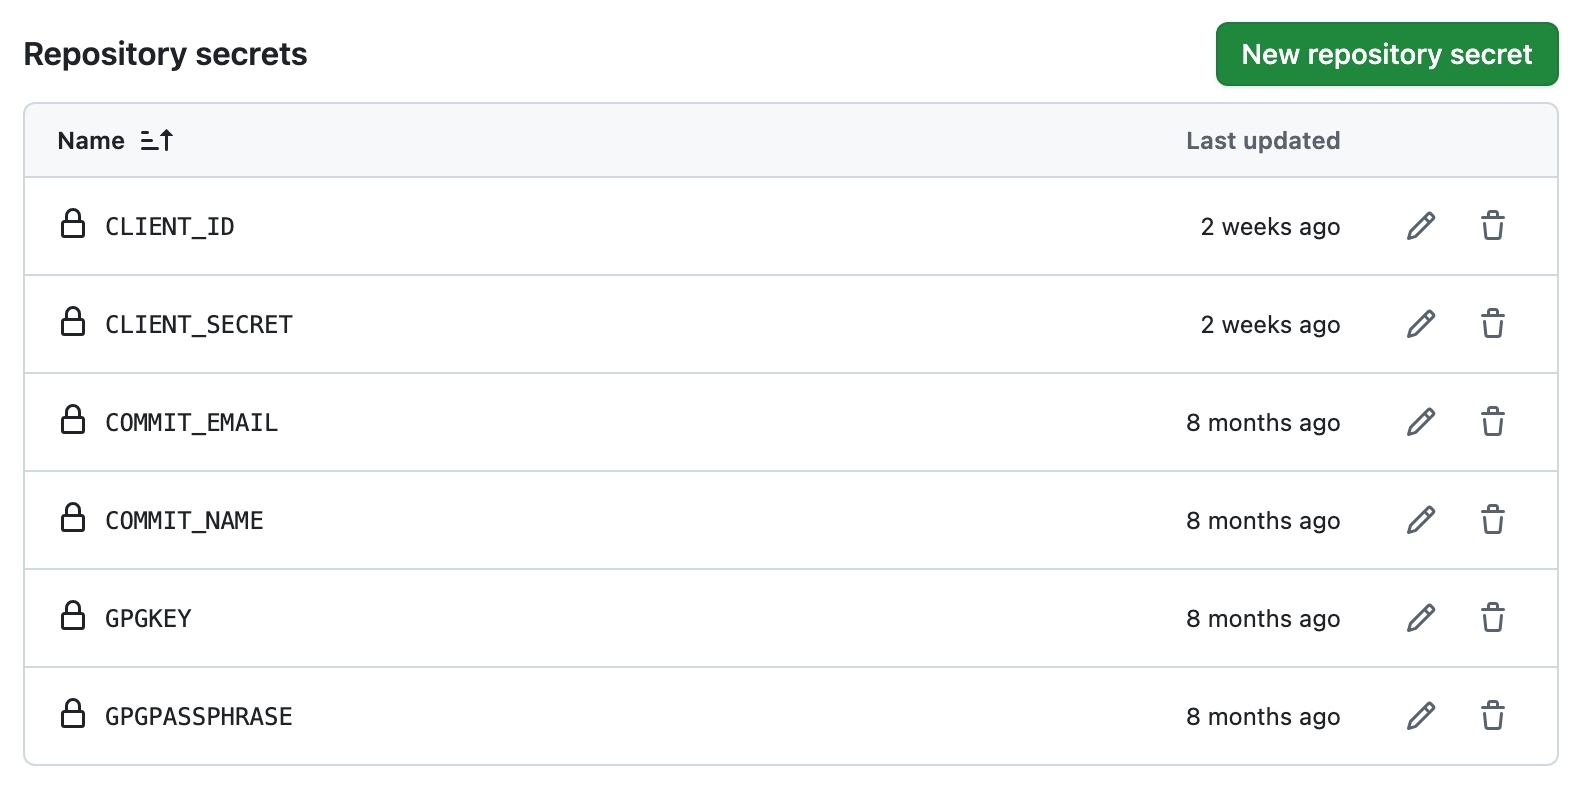 Repository secrets
New repository secret
Name
Last updated
CLIENT_ID
2 weeks ago
CLIENT_SECRET
2 weeks ago
COMMIT_EMAIL
8 months ago
COMMIT_NAME
8 months ago
GPGKEY
8 months ago
GPGPASSPHRASE
8 months ago